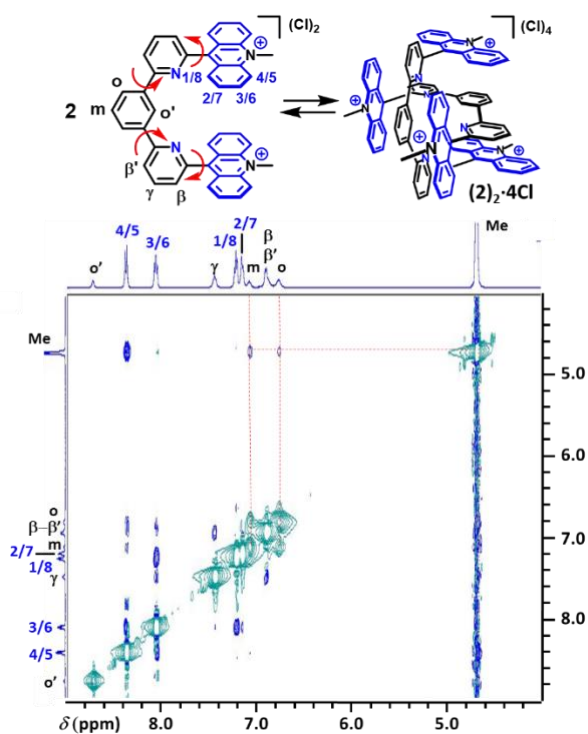 2
](Cl)₂
](Cl)₄
N 1/8
N⊕
4/5
2/7 3/6
o
m
o'
N
β'
γ
β
N⊕
N⊕
N⊕
N⊕
N⊕
(2)₂·4Cl
o'
4/5
3/6
γ
1/8
2/7
m
β
β'
o
Me
Me
o
β–β'
m
2/7
1/8
γ
3/6
4/5
o'
5.0
6.0
7.0
8.0
δ (ppm) 8.0 7.0 6.0 5.0